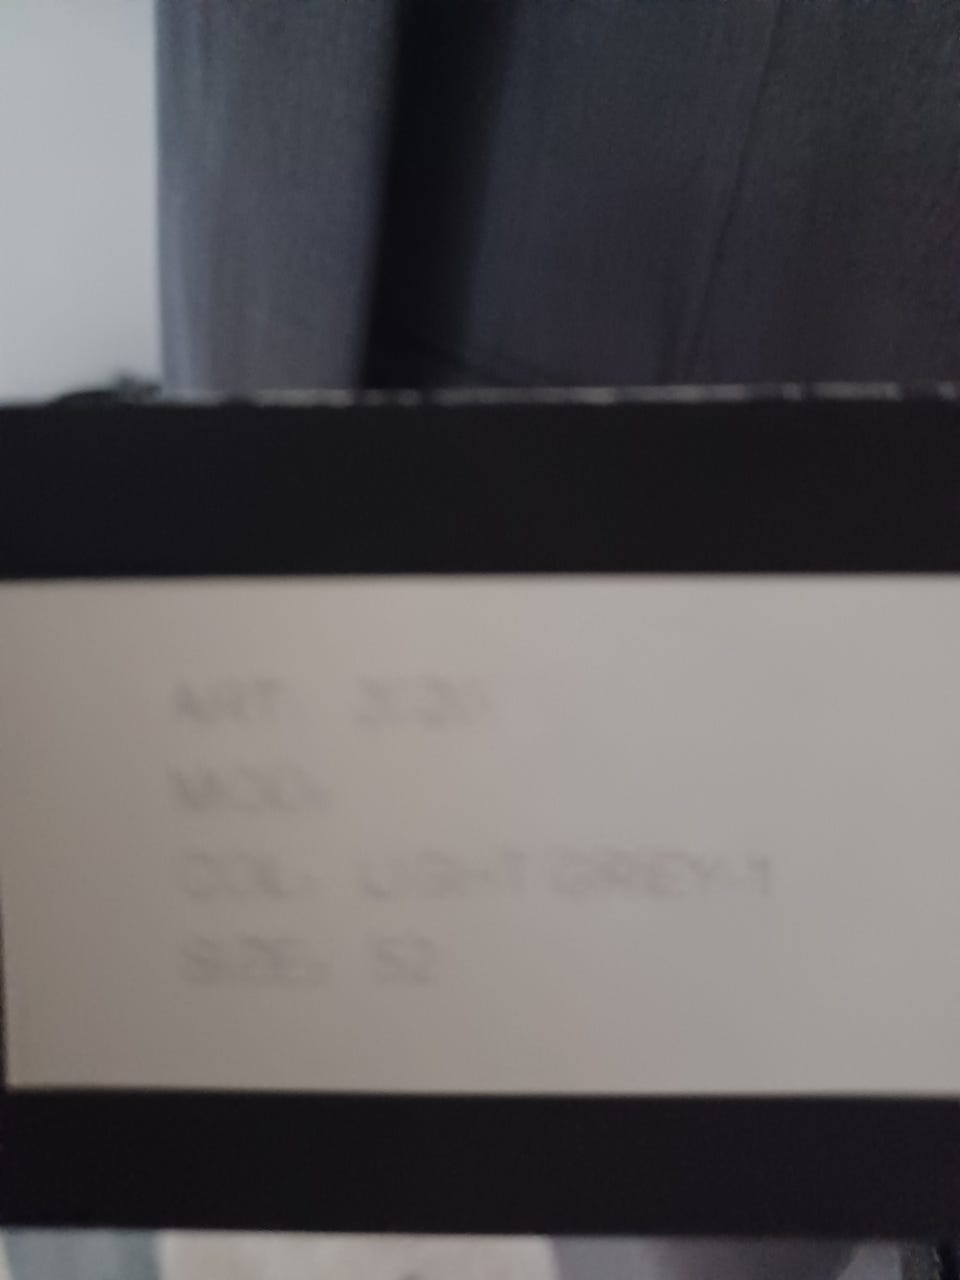 ART:
MOD:
COL: LIGHT GREY-1
SIZE: 52